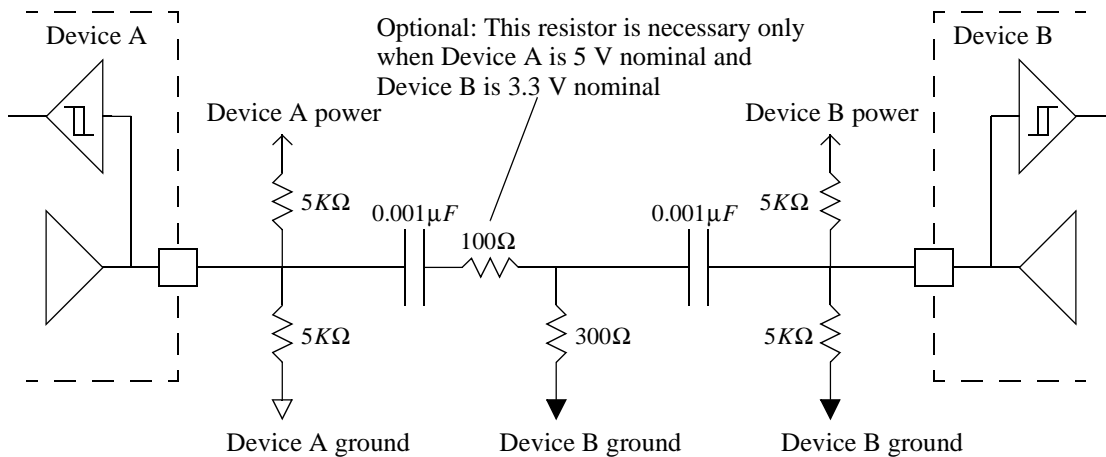 Optional: This resistor is necessary only
when Device A is 5 V nominal and
Device B is 3.3 V nominal
Device A
Device B
Device A power
Device B power
5KΩ
0.001μF
100Ω
0.001μF
5KΩ
5KΩ
300Ω
5KΩ
Device A ground
Device B ground
Device B ground